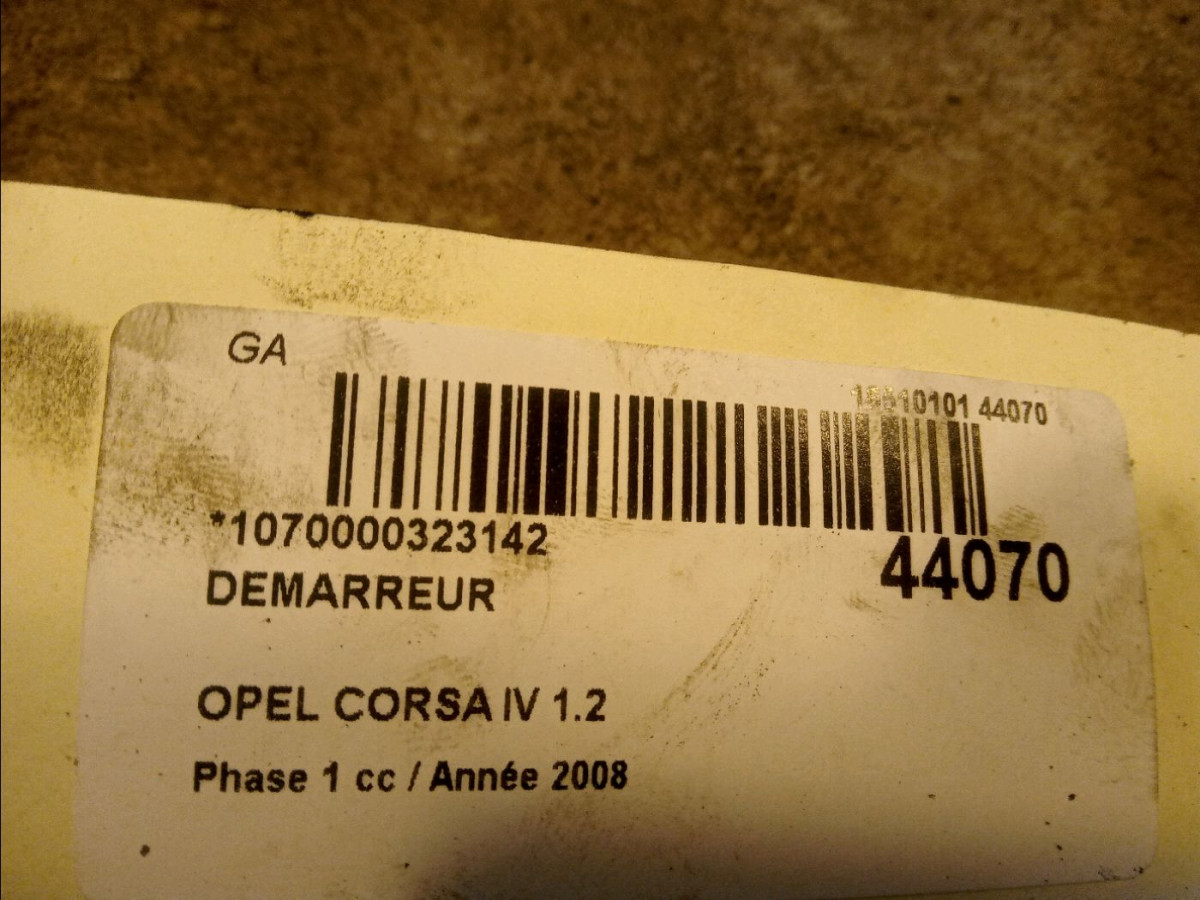 GA
44070
*1070000323142
44070
DEMARREUR
OPEL CORSA IV 1.2
Phase 1 cc / Année 2008